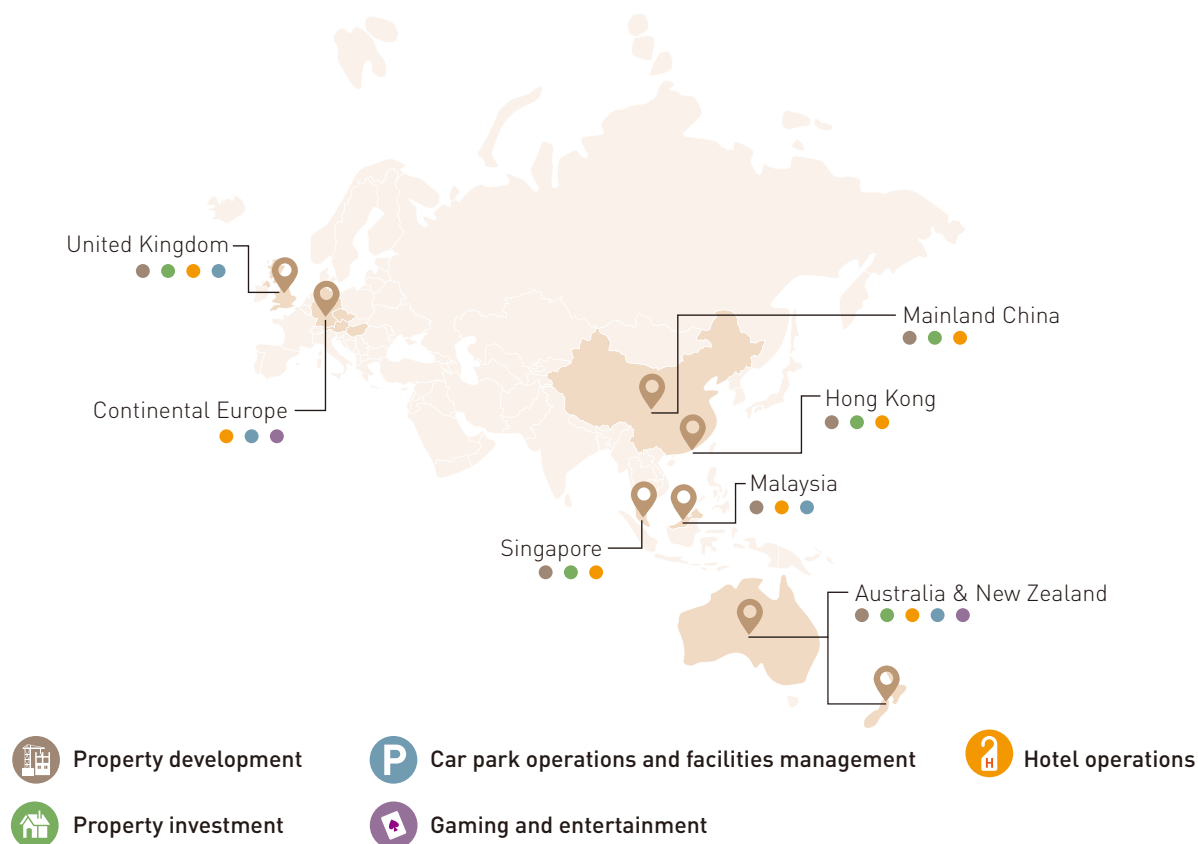 United Kingdom
Mainland China
Hong Kong
Continental Europe
Malaysia
Singapore
Australia & New Zealand
Property development
P
Car park operations and facilities management
H
Hotel operations
Property investment
Gaming and entertainment